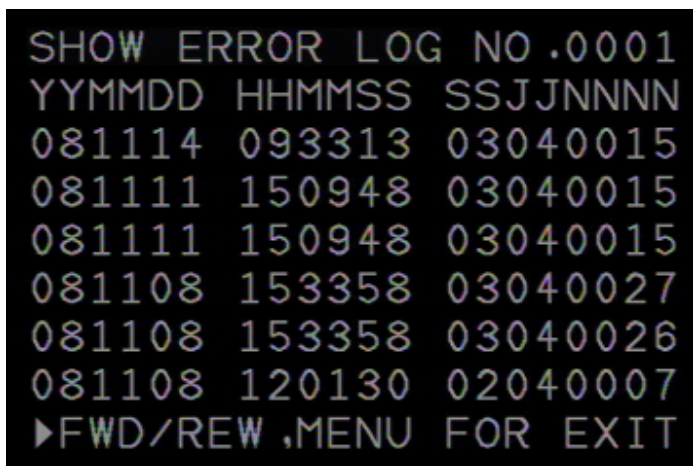 SHOW ERROR LOG NO.0001
YYMMDD HHMMSS SSJJNNNN
081114 093313 03040015
081111 150948 03040015
081111 150948 03040015
081108 153358 03040027
081108 153358 03040026
081108 120130 02040007
▶FWD/REW,MENU FOR EXIT